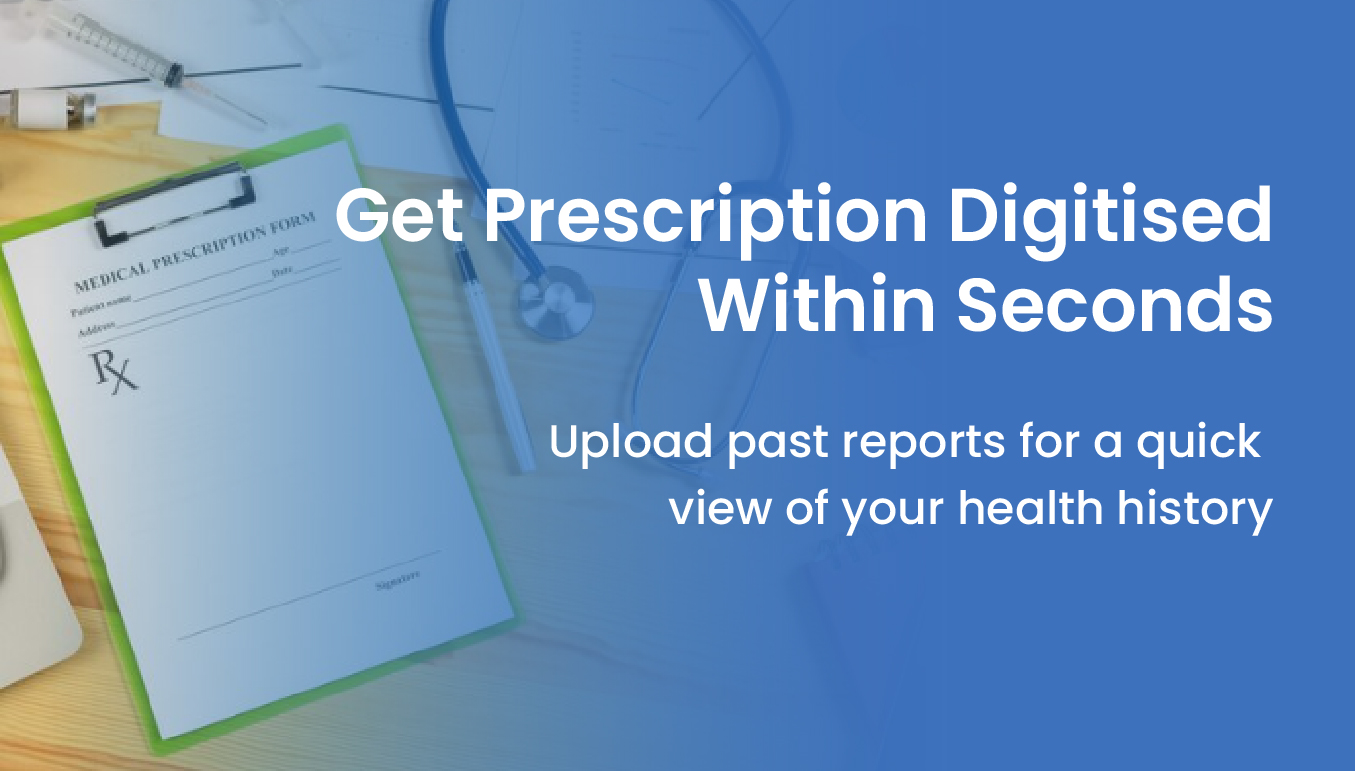 Get Prescription Digitised
Within Seconds
Upload past reports for a quick
view of your health history
MEDICAL PRESCRIPTION FORM
Patient name Age
Address Date
Rx
Signature